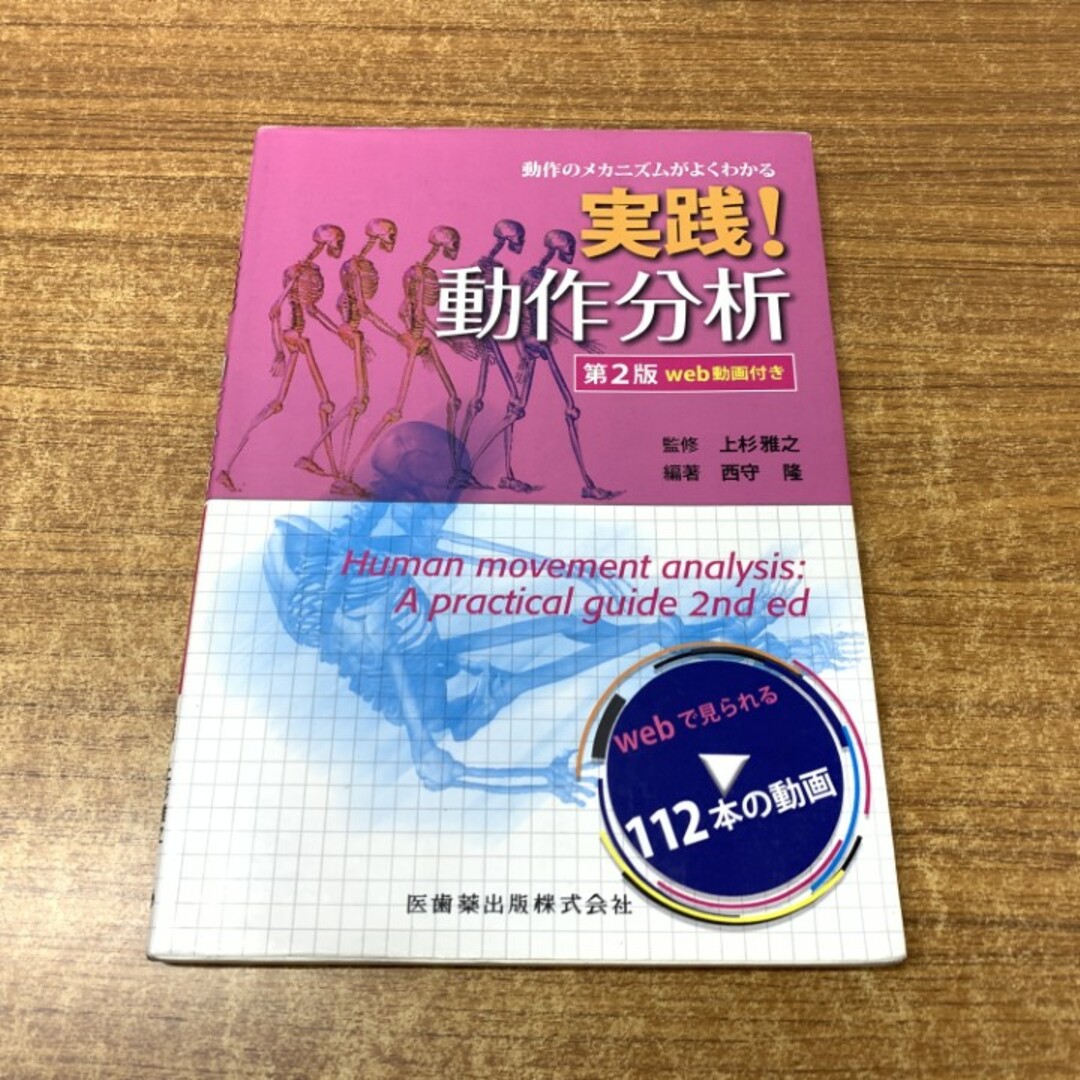 動作のメカニズムがよくわかる
実践!
動作分析
第2版 web動画付き
監修 上杉雅之
編著 西守 隆
Human movement analysis:
A practical guide 2nd ed
webで見られる
112本の動画
医歯薬出版株式会社